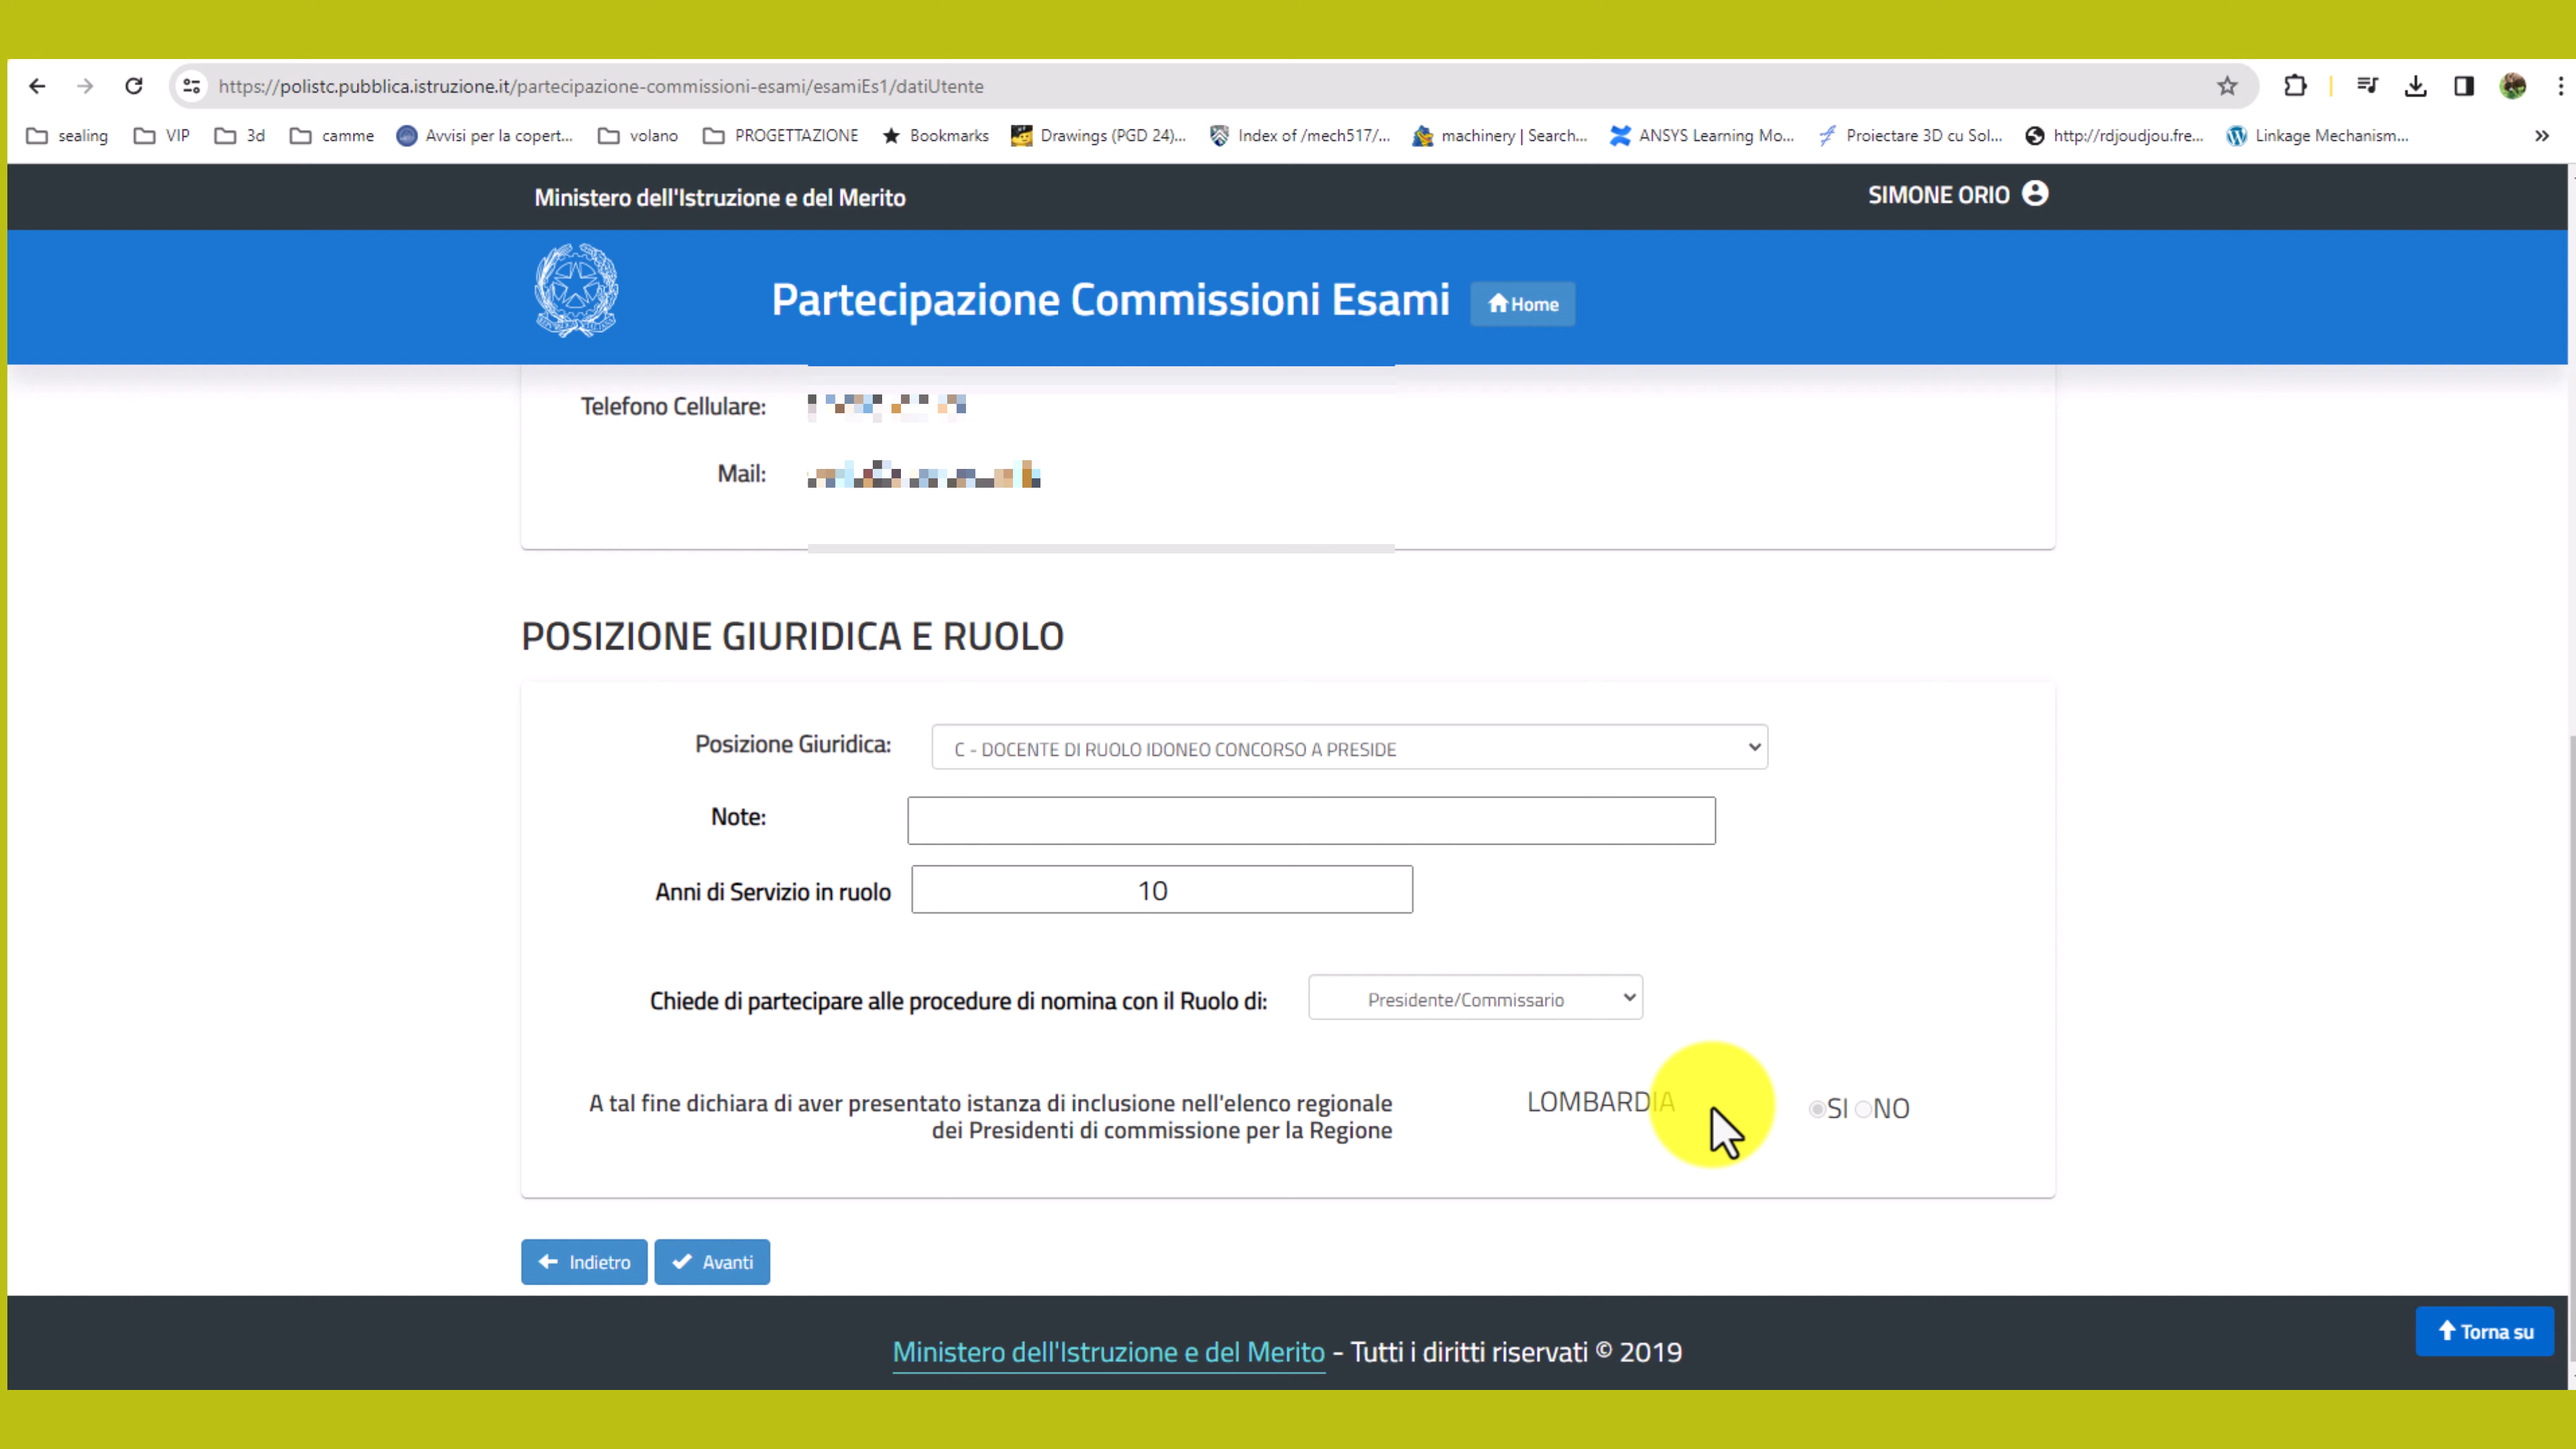 https://polistc.pubblica.istruzione.it/partecipazione-commissioni-esami/esamiEs1/datiUtente
sealing VIP 3d camme Avvisi per la copert... volano PROGETTAZIONE Bookmarks Drawings (PGD 24)... Index of /mech517/... machinery | Search... ANSYS Learning Mo... Proiectare 3D cu Sol... http://rdjoudjou.fre... Linkage Mechanism... »
Ministero dell'Istruzione e del Merito SIMONE ORIO
Partecipazione Commissioni Esami Home
Telefono Cellulare:
Mail:
POSIZIONE GIURIDICA E RUOLO
Posizione Giuridica: C - DOCENTE DI RUOLO IDONEO CONCORSO A PRESIDE
Note:
Anni di Servizio in ruolo 10
Chiede di partecipare alle procedure di nomina con il Ruolo di: Presidente/Commissario
A tal fine dichiara di aver presentato istanza di inclusione nell'elenco regionale LOMBARDIA SI NO
dei Presidenti di commissione per la Regione
Indietro Avanti
Torna su
Ministero dell'Istruzione e del Merito - Tutti i diritti riservati © 2019